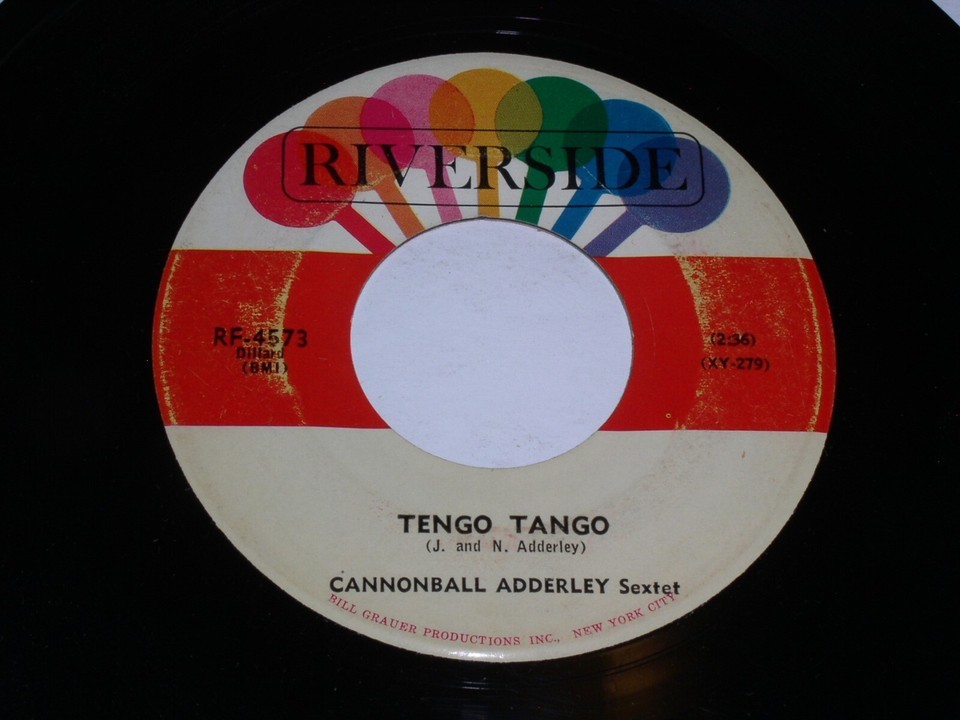 RIVERSIDE
RF-4573
Dillard
(BMI)
(2:36)
(XY-279)
TENGO TANGO
(J. and N. Adderley)
CANNONBALL ADDERLEY Sextet
BILL GRAUER PRODUCTIONS INC., NEW YORK CITY